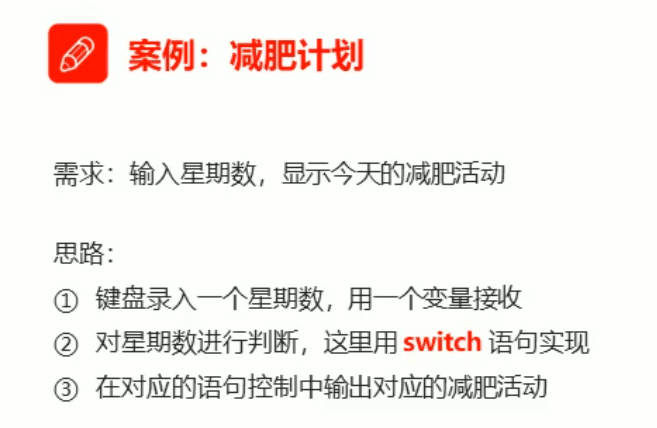 案例：减肥计划
需求：输入星期数，显示今天的减肥活动
思路：
① 键盘录入一个星期数，用一个变量接收
② 对星期数进行判断，这里用 switch 语句实现
③ 在对应的语句控制中输出对应的减肥活动